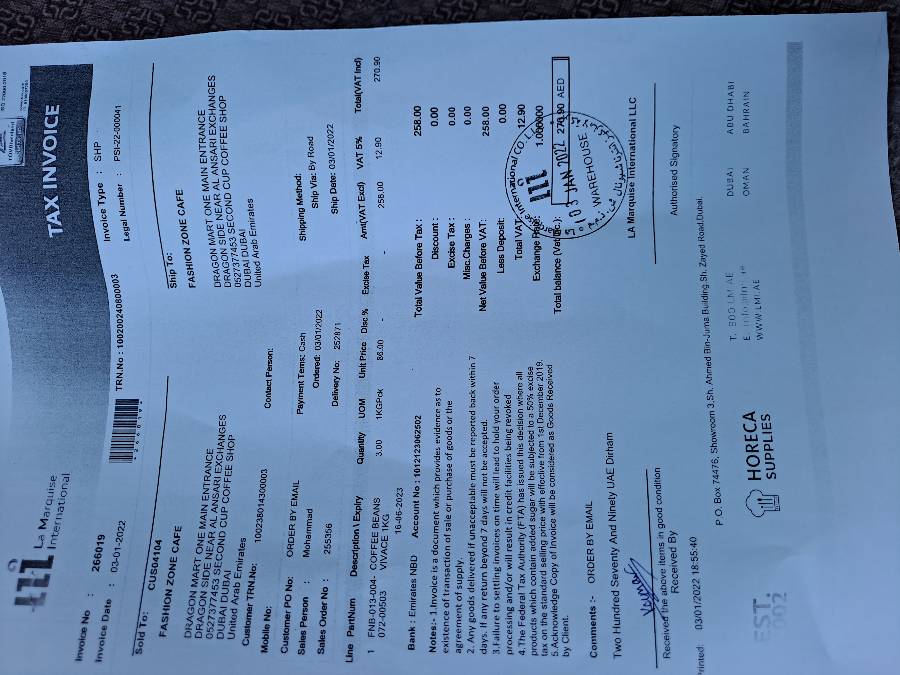 La Marquise
International
TAX INVOICE
Invoice No : 260019
Invoice Date : 03-01-2022
TRN.No : 100200240600003
Invoice Type : SHP
Legal Number : PSI-22-000041
Sold To: CUS04104
FASHION ZONE CAFE
DRAGON MART ONE MAIN ENTRANCE
DRAGON SIDE NEAR AL ANSARI EXCHANGES
0527377453 SECOND CUP COFFEE SHOP
DUBAI DUBAI
United Arab Emirates
Customer TRN.No: 100238014300003
Mobile No:
Contact Person:
Ship To:
FASHION ZONE CAFE
DRAGON MART ONE MAIN ENTRANCE
DRAGON SIDE NEAR AL ANSARI EXCHANGES
0527377453 SECOND CUP COFFEE SHOP
DUBAI DUBAI
United Arab Emirates
Customer PO No: ORDER BY EMAIL
Sales Person : Mohammad
Sales Order No : 255356
Payment Terms: Cash
Ordered: 03/01/2022
Delivery No: 252871
Shipping Method:
Ship Via: By Road
Ship Date: 03/01/2022
Line PartNum Description \ Expiry Quantity UOM Unit Price Disc % Excise Tax Amt(VAT Excl) VAT 5% Total(VAT Incl)
1 FNB-013-004- COFFEE BEANS 3.00 1KGPck 86.00 - - 258.00 12.90 270.90
072-00503 VIVACE 1KG
16-06-2023
Bank : Emirates NBD Account No : 1012123062502
Notes:- 1.Invoice is a document which provides evidence as to
existence of transaction of sale or purchase of goods or the
agreement of supply.
2. Any goods delivered if unacceptable must be reported back within 7
days. If any return beyond 7 days will not be accepted.
3.Failure to settling invoices on time will lead to hold your order
processing and/or will result in credit facilities being revoked
4.The Federal Tax Authority (FTA) has issued this decision where all
products which contain added sugar will be subjected to a 50% excise
tax on the standard selling price with effective from 1st December 2019.
5.Acknowledge Copy of Invoice will be considered as Goods Received
by Client.
Total Value Before Tax : 258.00
Discount : 0.00
Excise Tax : 0.00
Misc.Charges : 0.00
Net Value Before VAT: 258.00
Less Deposit: 0.00
Total VAT 12.90
Exchange 1.00000
Total balance 270.90 AED
03 JAN 2022
WAREHOUSE
Comments :- ORDER BY EMAIL
Two Hundred Seventy And Ninety UAE Dirham
LA Marquise International LLC
Received the above items in good condition
Received By
Authorised Signatory
Printed: 03/01/2022 18:55:40
P.O. Box 74476, Showroom 3,Sh. Ahmed Bin-Juma Building Sh. Zayed Road,Dubai.
EST.
HORECA
SUPPLIES
T. 800 LM AE
WWW.LMI.AE
DUBAI ABU DHABI
OMAN BAHRAIN